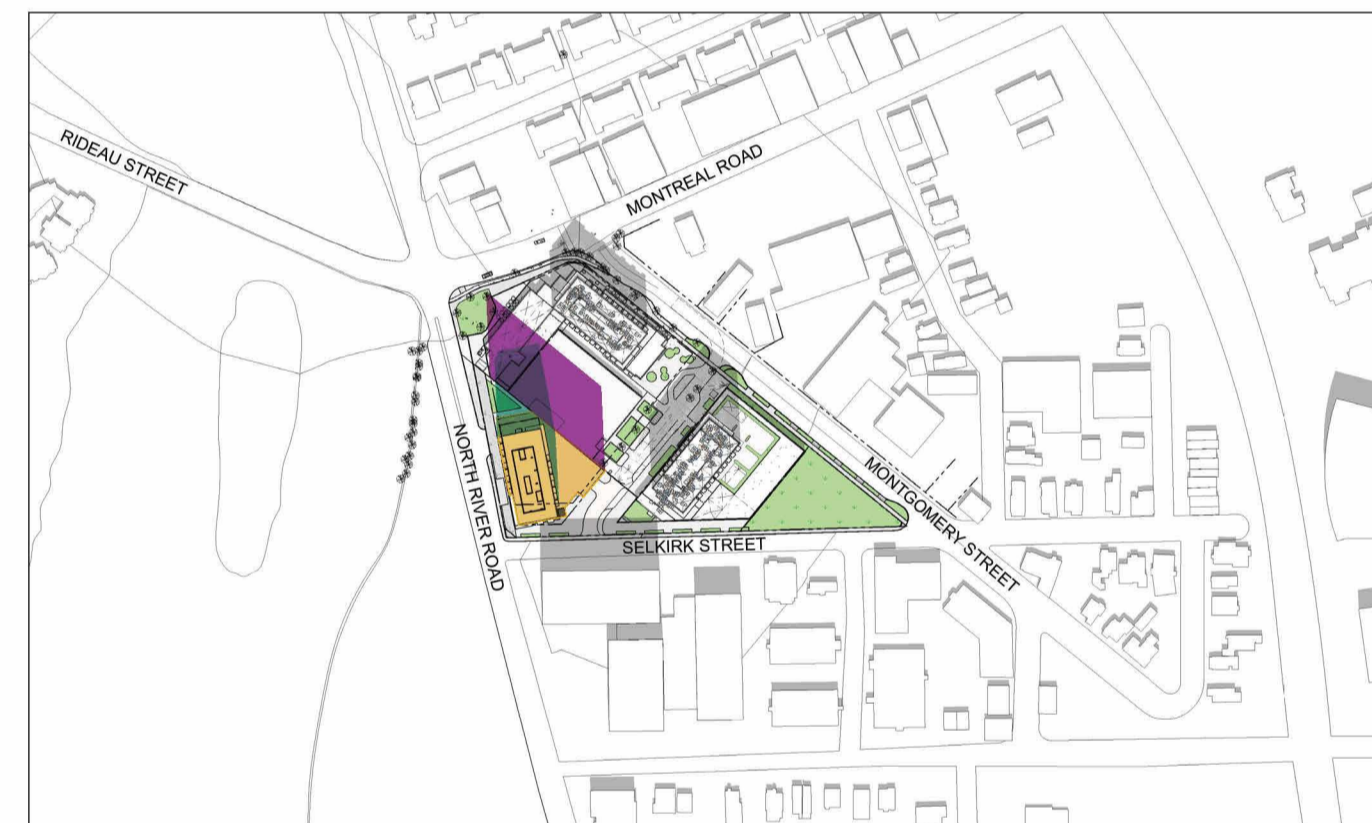 RIDEAU STREET
MONTREAL ROAD
NORTH RIVER ROAD
MONTGOMERY STREET
SELKIRK STREET